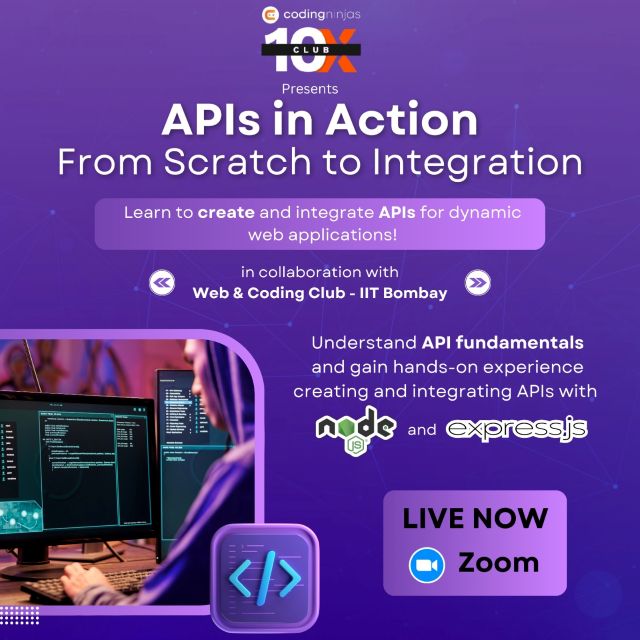 codingninjas
10X
CLUB
Presents
APIs in Action
From Scratch to Integration
Learn to create and integrate APIs for dynamic
web applications!
in collaboration with
Web & Coding Club - IIT Bombay
Understand API fundamentals
and gain hands-on experience
creating and integrating APIs with
node
JS
and express.js
LIVE NOW
Zoom